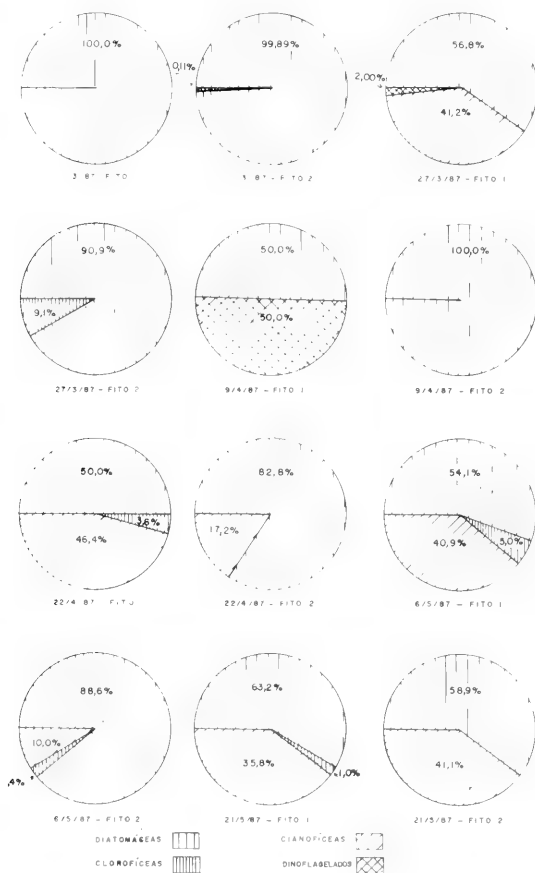 100,0%
99,89%
0,11%
56,8%
2,00%
41,2%
3 87 FITO
3 87 FITO 2
27/3/87 - FITO 1
90,9%
9,1%
50,0%
50,0%
100,0%
27/3/87 - FITO 2
9/4/87 - FITO 1
9/4/87 - FITO 2
50,0%
3,6%
46,4%
82,8%
17,2%
54,1%
40,9%
5,0%
22/4 87 - FITO
22/4/87 - FITO 2
6/5/87 - FITO 1
88,6%
10,0%
,4%
63,2%
35,8%
1,0%
58,9%
41,1%
6/5/87 - FITO 2
21/5/87 - FITO 1
21/5/87 - FITO 2
DIATOMÁCEAS
CIANOFÍCEAS
CLOROFÍCEAS
DINOFLAGELADOS